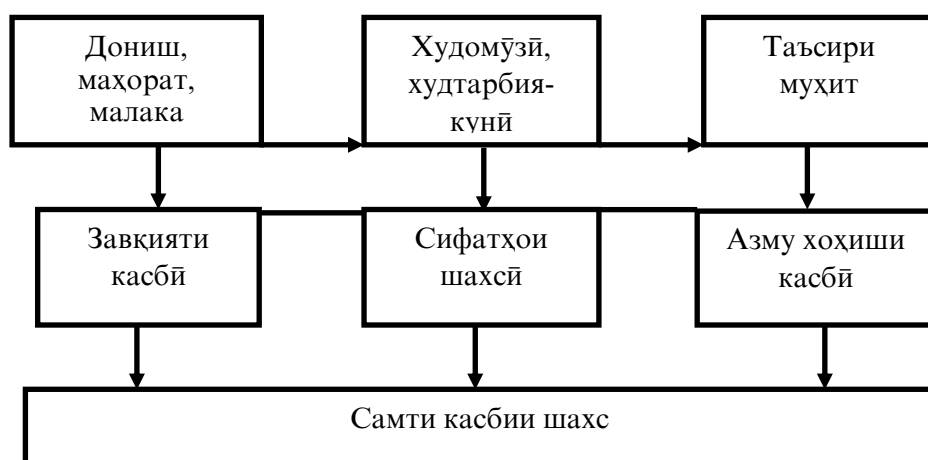 Дониш,
маҳорат,
малака
Худомӯзӣ,
худтарбия-
кунӣ
Таъсири
муҳит
Завқияти
касбӣ
Сифатҳои
шахсӣ
Азму хоҳиши
касбӣ
Самти касбии шахс